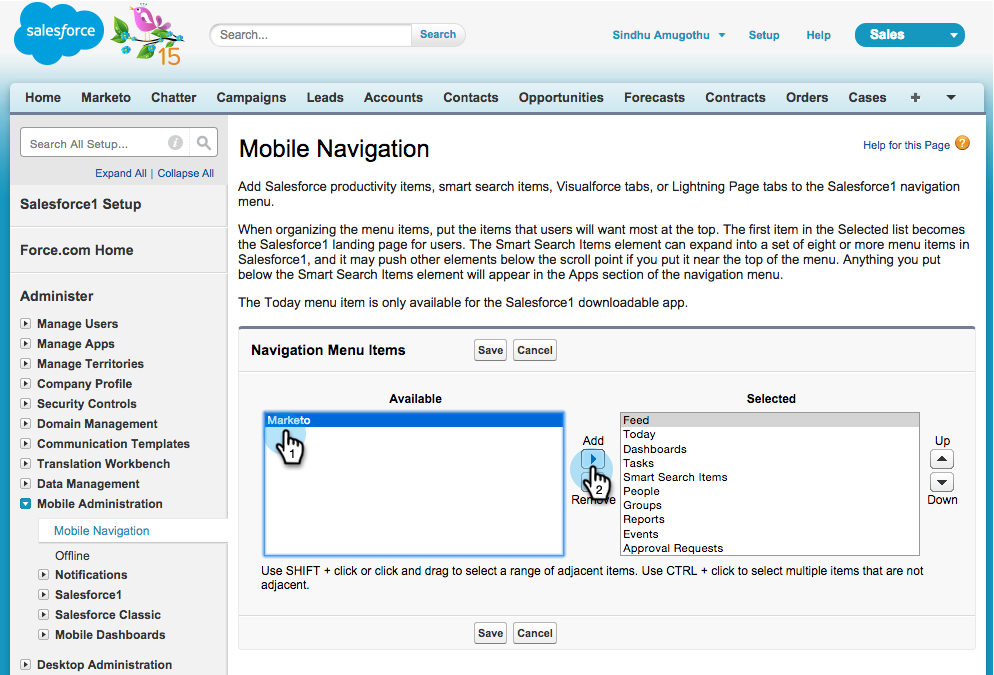 salesforce
15
Search...
Search
Sindhu Amugothu
Setup
Help
Sales
Home Marketo Chatter Campaigns Leads Accounts Contacts Opportunities Forecasts Contracts Orders Cases +
Search All Setup...
i
Expand All | Collapse All
Salesforce1 Setup
Force.com Home
Administer
Manage Users
Manage Apps
Manage Territories
Company Profile
Security Controls
Domain Management
Communication Templates
Translation Workbench
Data Management
Mobile Administration
Mobile Navigation
Offline
Notifications
Salesforce1
Salesforce Classic
Mobile Dashboards
Desktop Administration
Mobile Navigation
Help for this Page ?
Add Salesforce productivity items, smart search items, Visualforce tabs, or Lightning Page tabs to the Salesforce1 navigation
menu.
When organizing the menu items, put the items that users will want most at the top. The first item in the Selected list becomes
the Salesforce1 landing page for users. The Smart Search Items element can expand into a set of eight or more menu items in
Salesforce1, and it may push other elements below the scroll point if you put it near the top of the menu. Anything you put
below the Smart Search Items element will appear in the Apps section of the navigation menu.
The Today menu item is only available for the Salesforce1 downloadable app.
Navigation Menu Items
Save Cancel
Available
Marketo
1
Add
2
Remove
Selected
Feed
Today
Dashboards
Tasks
Smart Search Items
People
Groups
Reports
Events
Approval Requests
Up
Down
Use SHIFT + click or click and drag to select a range of adjacent items. Use CTRL + click to select multiple items that are not
adjacent.
Save Cancel